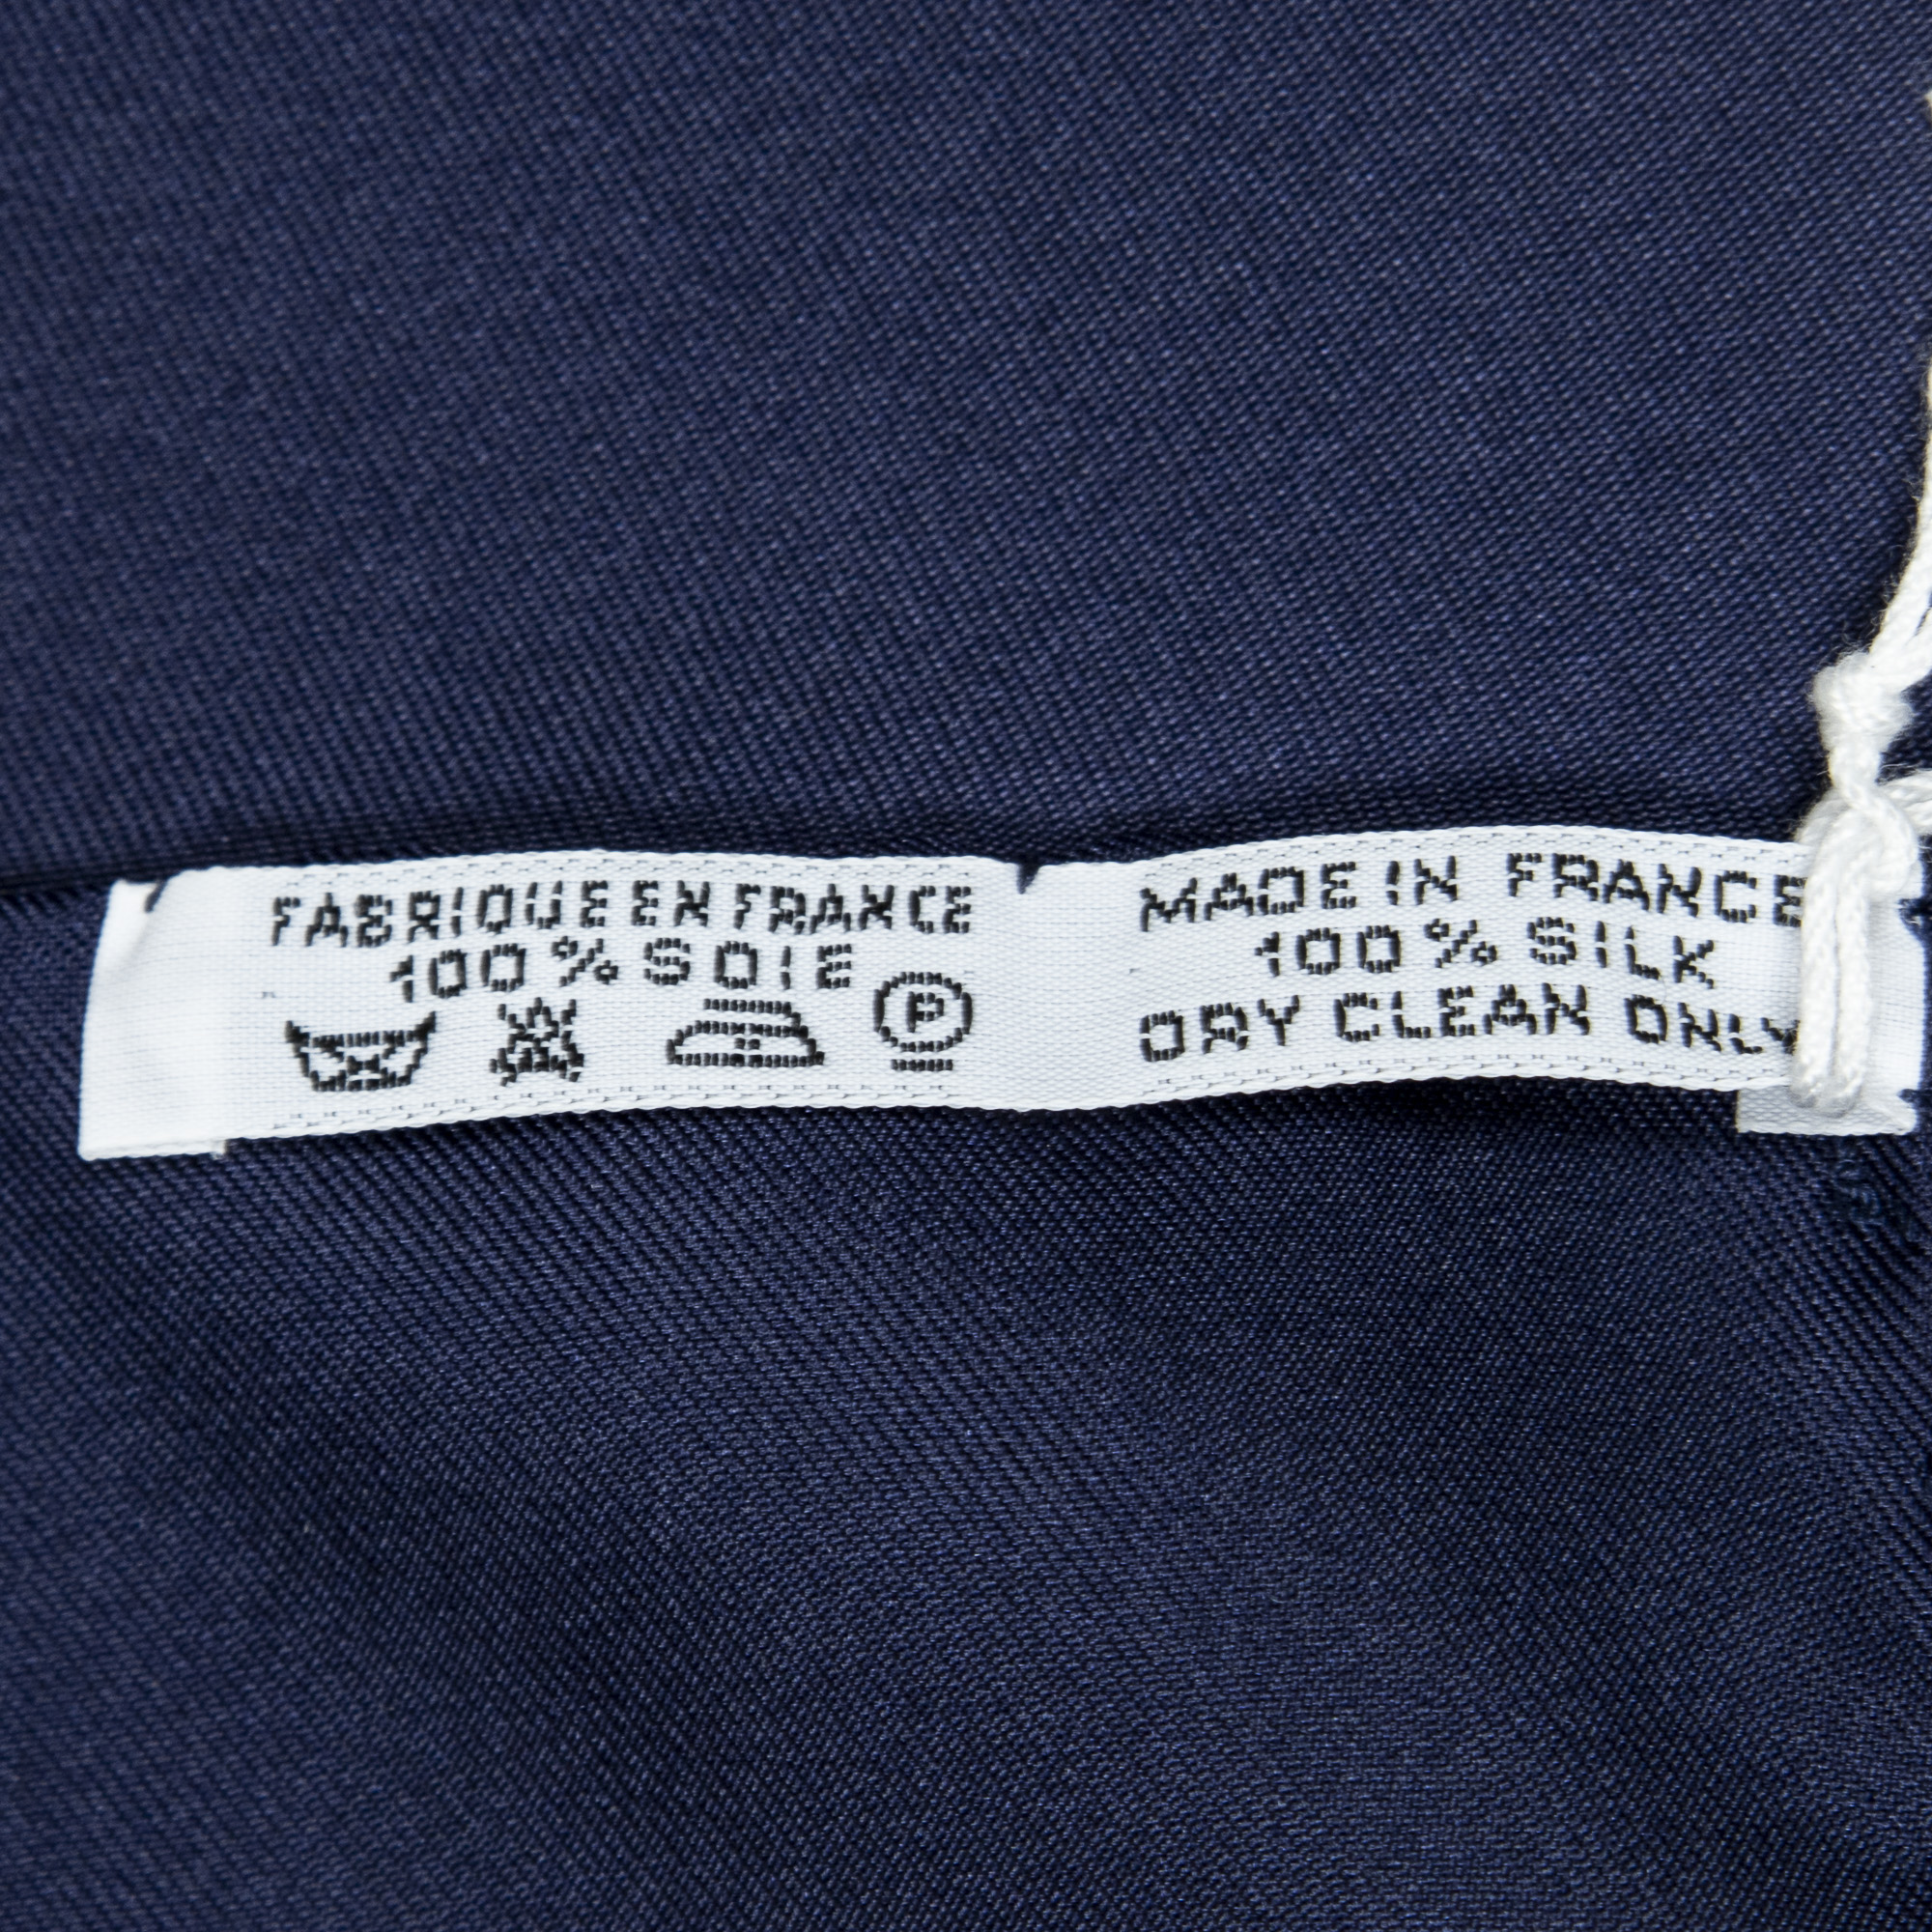 FABRIQUE EN FRANCE
100% SOIE
P
MADE IN FRANCE
100% SILK
DRY CLEAN ONLY